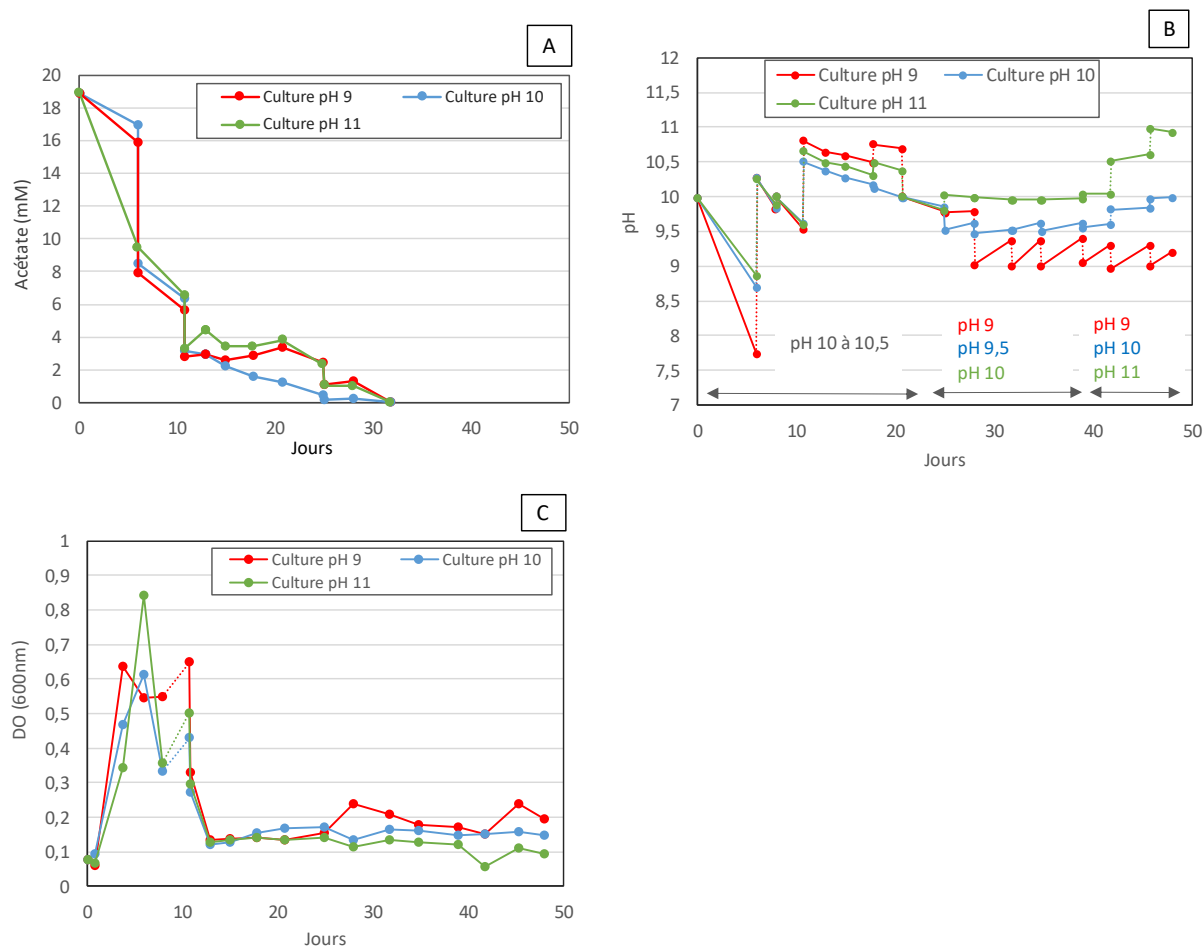 A
20
18
16
14
12
10
8
6
4
2
0
Acétate (mM)
Culture pH 9
Culture pH 10
Culture pH 11
0 10 20 30 40 50
Jours
B
12
11,5
11
10,5
10
9,5
9
8,5
8
7,5
7
pH
Culture pH 9
Culture pH 10
Culture pH 11
pH 10 à 10,5
pH 9
pH 9,5
pH 10
pH 9
pH 10
pH 11
0 10 20 30 40 50
Jours
C
1
0,9
0,8
0,7
0,6
0,5
0,4
0,3
0,2
0,1
0
DO (600nm)
Culture pH 9
Culture pH 10
Culture pH 11
0 10 20 30 40 50
Jours